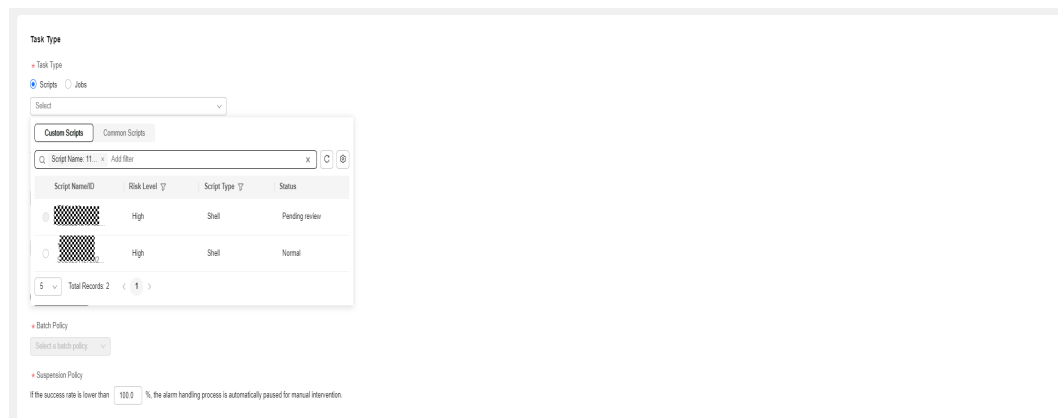 Task Type
* Task Type
Scripts Jobs
Select
Custom Scripts Common Scripts
Script Name: 11... × Add filter X
Script Name/ID Risk Level Script Type Status
High Shell Pending review
High Shell Normal
5 Total Records: 2 < 1 >
* Batch Policy
Select a batch policy
* Suspension Policy
If the success rate is lower than 100.0 %, the alarm handling process is automatically paused for manual intervention.